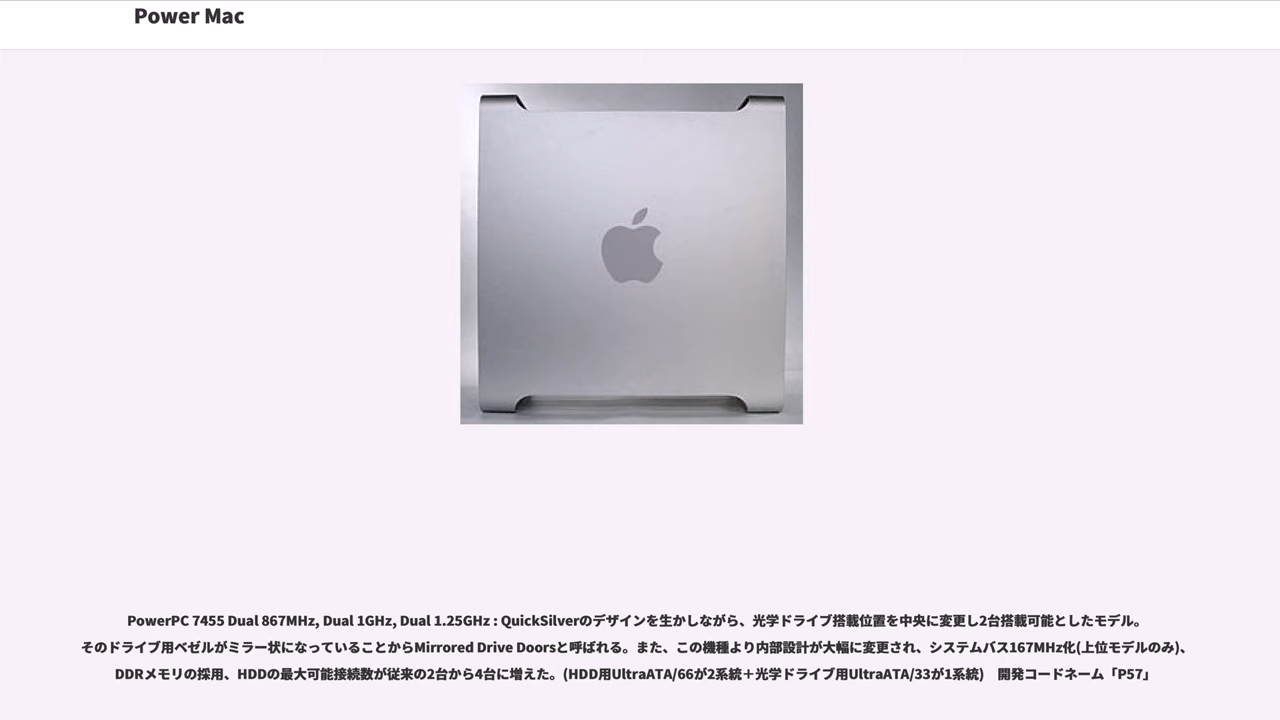 Power Mac
PowerPC 7455 Dual 867MHz, Dual 1GHz, Dual 1.25GHz : QuickSilverのデザインを生かしながら、光学ドライブ搭載位置を中央に変更し2台搭載可能としたモデル。
そのドライブ用ベゼルがミラー状になっていることからMirrored Drive Doorsと呼ばれる。また、この機種より内部設計が大幅に変更され、システムバス167MHz化(上位モデルのみ)、
DDRメモリの採用、HDDの最大可能接続数が従来の2台から4台に増えた。(HDD用UltraATA/66が2系統＋光学ドライブ用UltraATA/33が1系統)　開発コードネーム「P57」